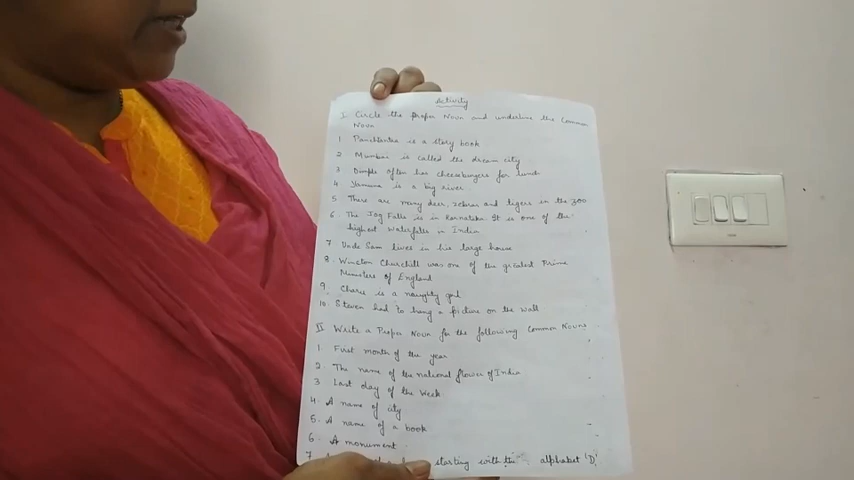 Activity
I Circle the Proper Noun and underline the Common
Noun
1 Panchtantra is a story book
2 Mumbai is called the dream city
3 Dimple often has cheeseburgers for lunch
4 Yamuna is a big river
5 There are many deer, zebras and tigers in the zoo
6 The Jog Falls is in Karnataka. It is one of the
highest Waterfalls in India
7 Uncle Sam lives in his large house
8. Winston Churchill was one of the greatest Prime
Ministers of England
9. is a naughty girl
10. Steven had to hang a picture on the wall
II Write a Proper Noun for the following Common Nouns
1. First month of the year
2. The name of the national flower of India
3 Last day of the week
4. A name of city
5. A name of a book
6. A monument
7 starting with the alphabet 'D'